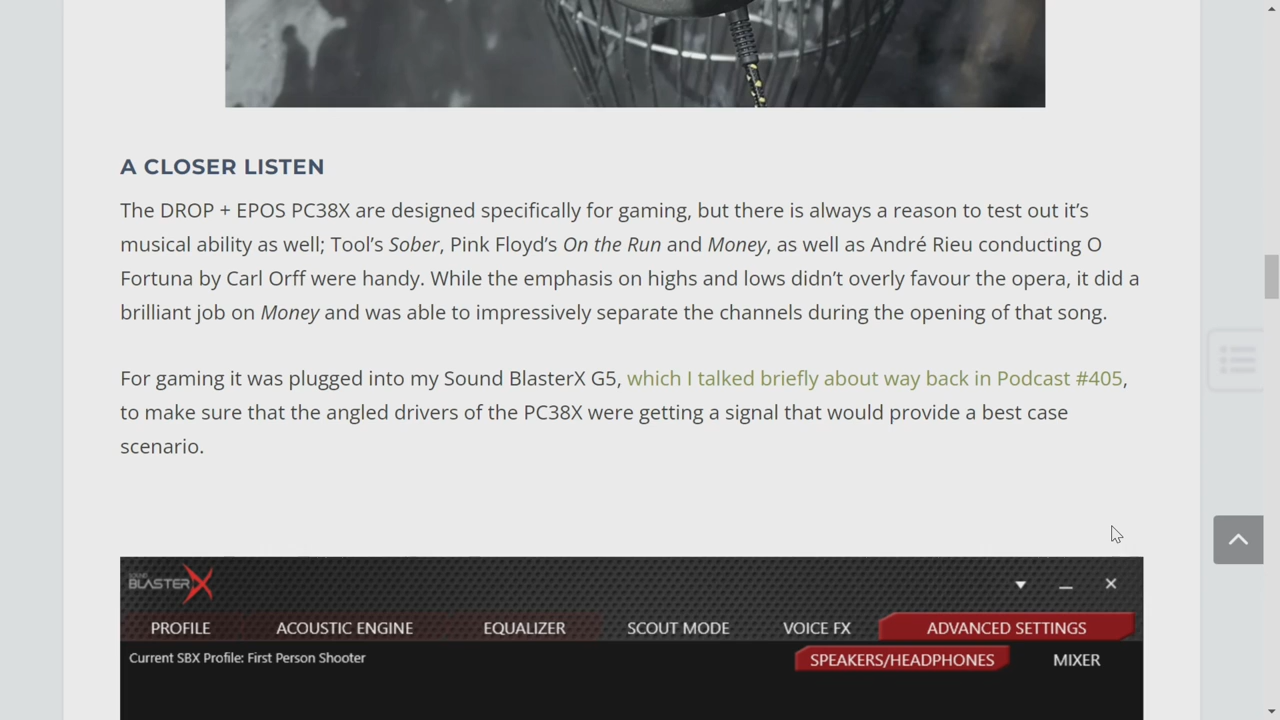 A CLOSER LISTEN
The DROP + EPOS PC38X are designed specifically for gaming, but there is always a reason to test out it’s
musical ability as well; Tool’s Sober, Pink Floyd’s On the Run and Money, as well as André Rieu conducting O
Fortuna by Carl Orff were handy. While the emphasis on highs and lows didn’t overly favour the opera, it did a
brilliant job on Money and was able to impressively separate the channels during the opening of that song.
For gaming it was plugged into my Sound BlasterX G5, which I talked briefly about way back in Podcast #405,
to make sure that the angled drivers of the PC38X were getting a signal that would provide a best case
scenario.
SOUND
BLASTERX
PROFILE ACOUSTIC ENGINE EQUALIZER SCOUT MODE VOICE FX ADVANCED SETTINGS
Current SBX Profile: First Person Shooter SPEAKERS/HEADPHONES MIXER